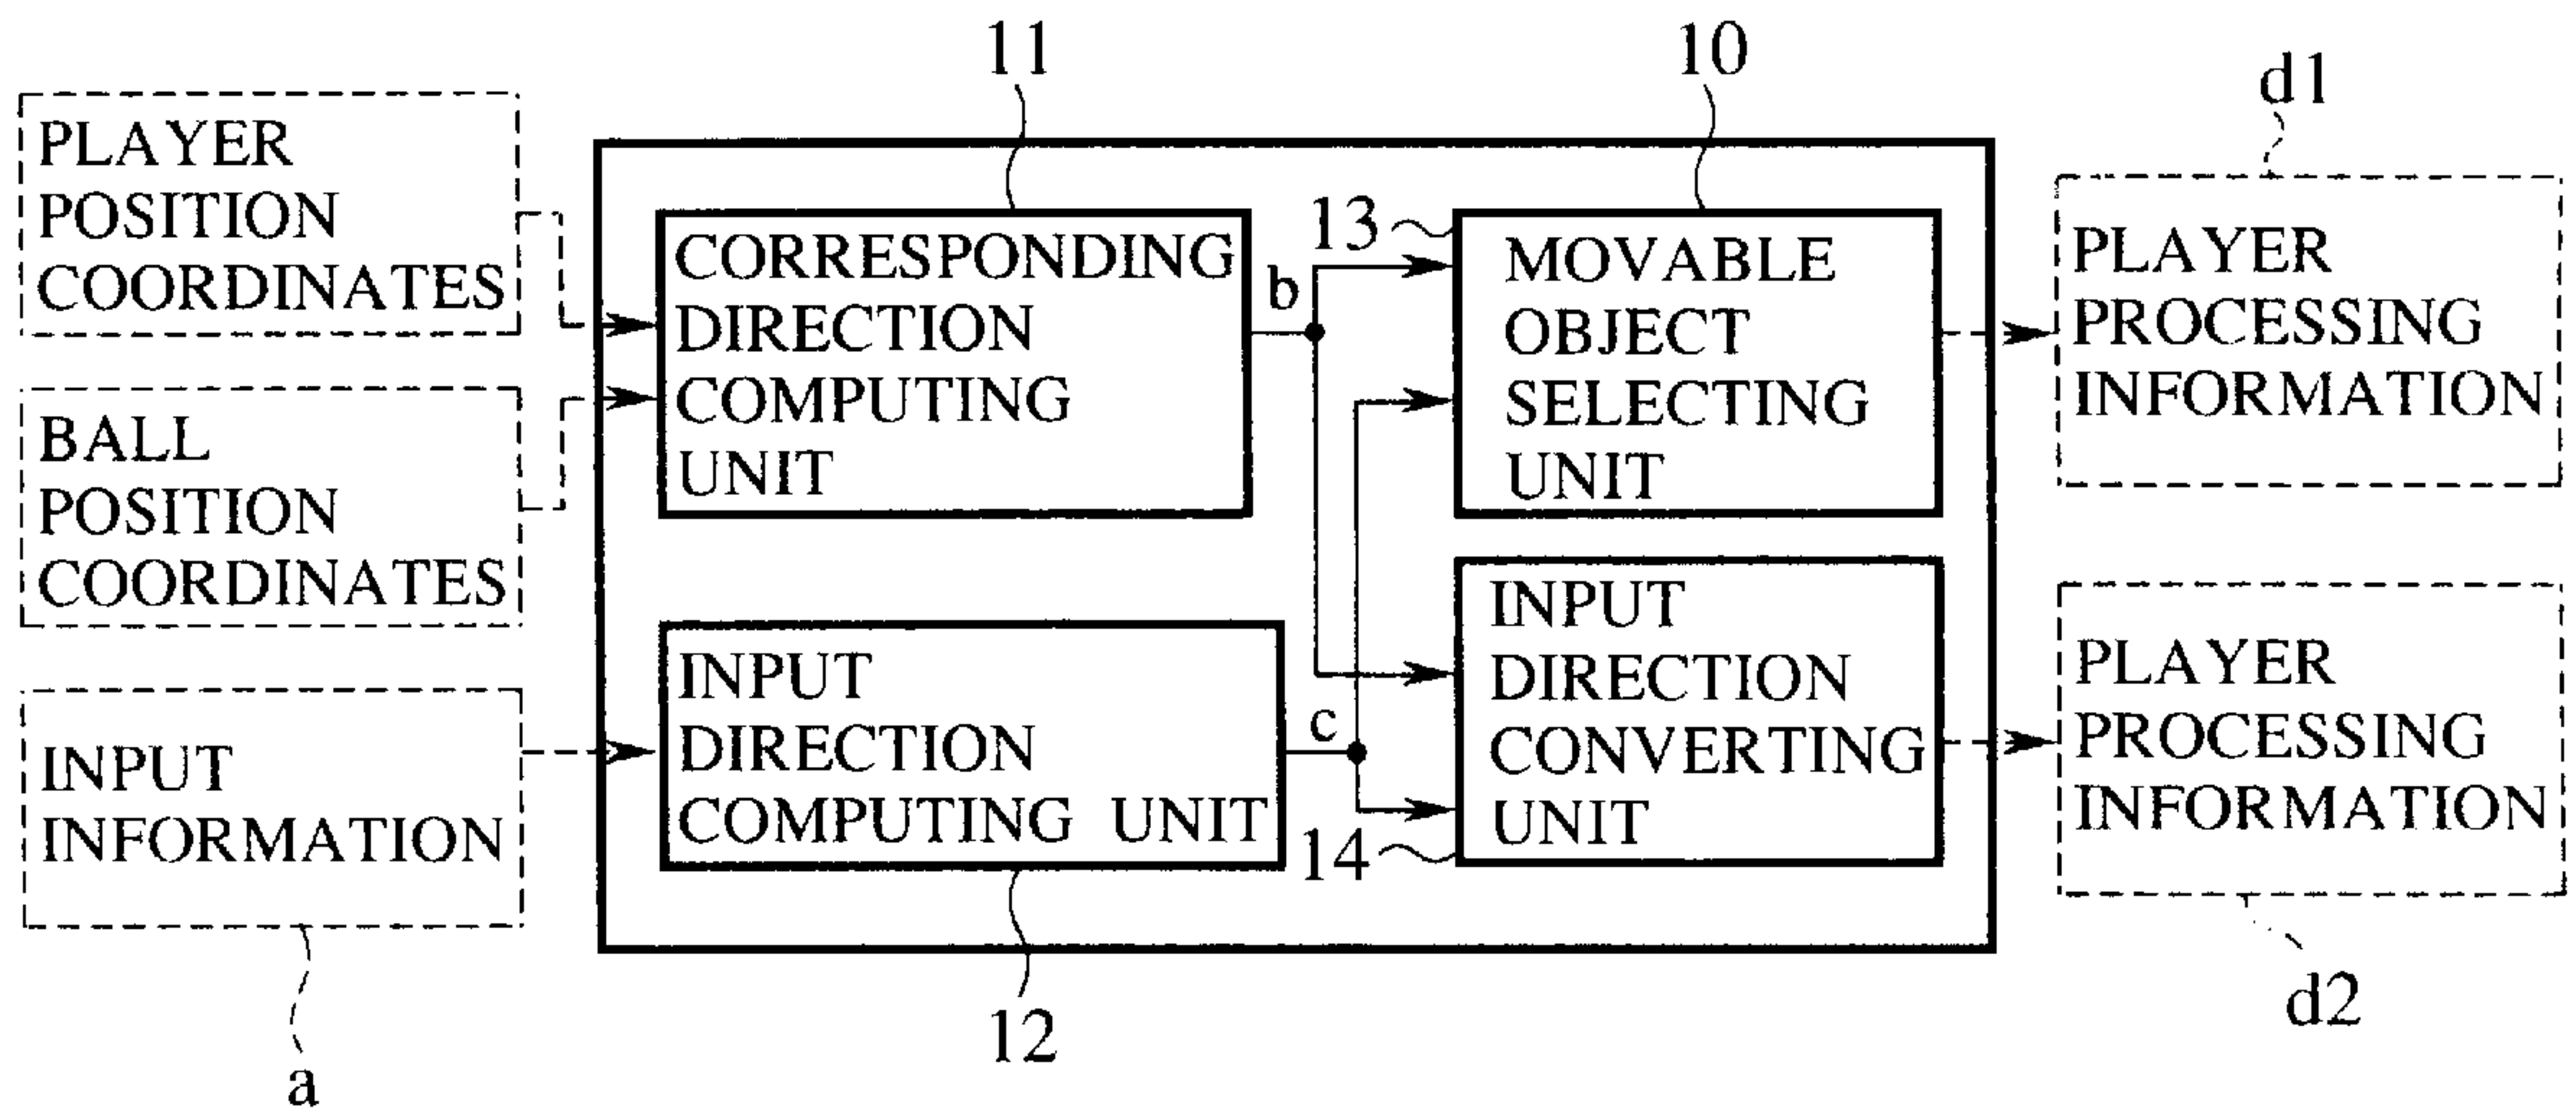 11
10
d1
PLAYER
POSITION
COORDINATES
BALL
POSITION
COORDINATES
INPUT
INFORMATION
a
CORRESPONDING
DIRECTION
COMPUTING
UNIT
b
INPUT
DIRECTION
COMPUTING UNIT
c
12
13
MOVABLE
OBJECT
SELECTING
UNIT
INPUT
DIRECTION
CONVERTING
UNIT
14
PLAYER
PROCESSING
INFORMATION
PLAYER
PROCESSING
INFORMATION
d2